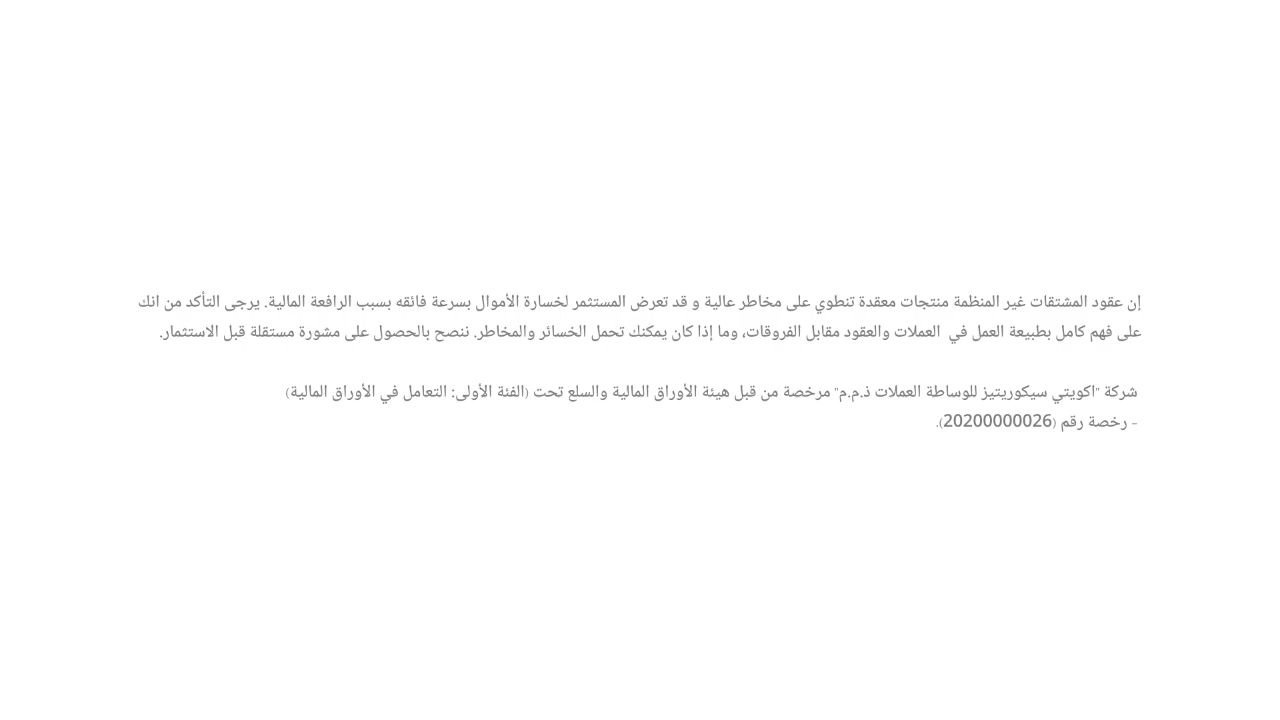 إن عقود المشتقات غير المنظمة منتجات معقدة تنطوي على مخاطر عالية و قد تعرض المستثمر لخسارة الأموال بسرعة فائقه بسبب الرافعة المالية. يرجى التأكد من انك
على فهم كامل بطبيعة العمل في العملات والعقود مقابل الفروقات، وما إذا كان يمكنك تحمل الخسائر والمخاطر. ننصح بالحصول على مشورة مستقلة قبل الاستثمار.
شركة "اكويتي سيكوريتيز للوساطة العملات ذ.م.م" مرخصة من قبل هيئة الأوراق المالية والسلع تحت (الفئة الأولى: التعامل في الأوراق المالية)
– رخصة رقم (20200000026).